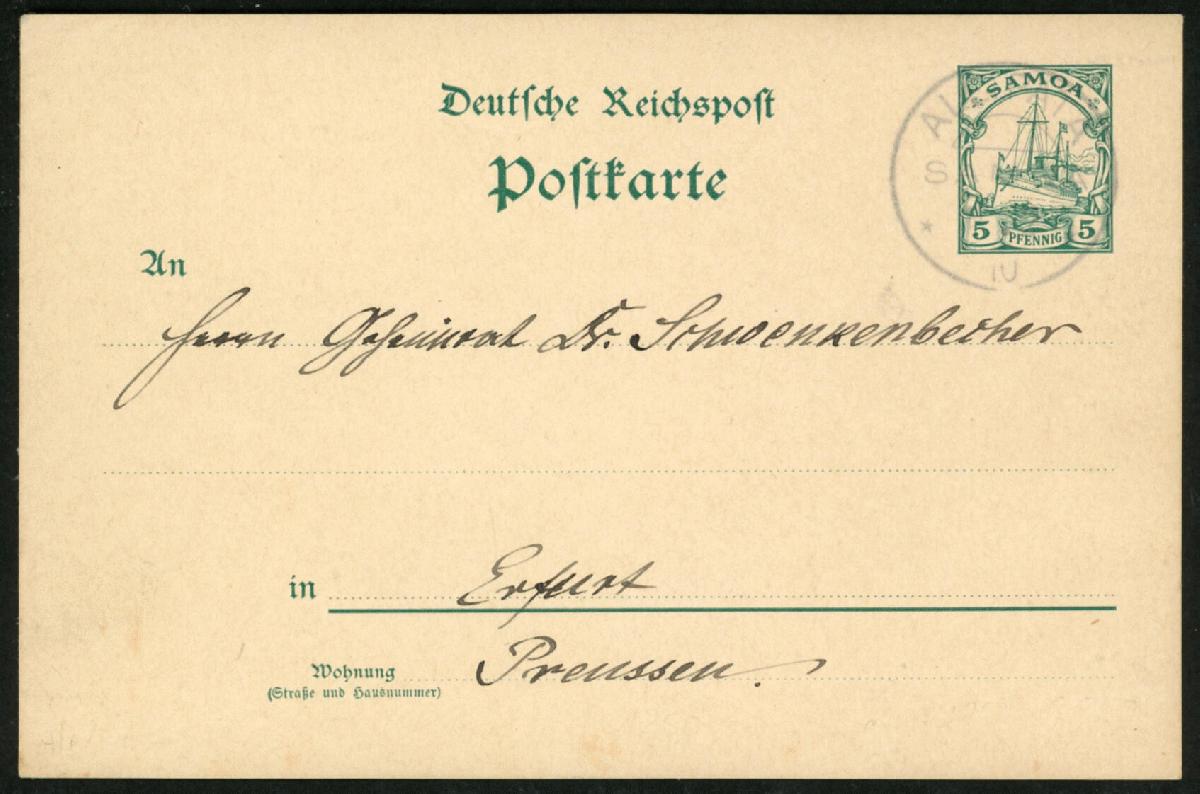 Deutsche Reichspost
Postkarte
SAMOA
5 PFENNIG 5
An
Herrn Geheimrat Dr. Schwenkenbecher
in Erfurt
Wohnung Preussen.
(Straße und Hausnummer)